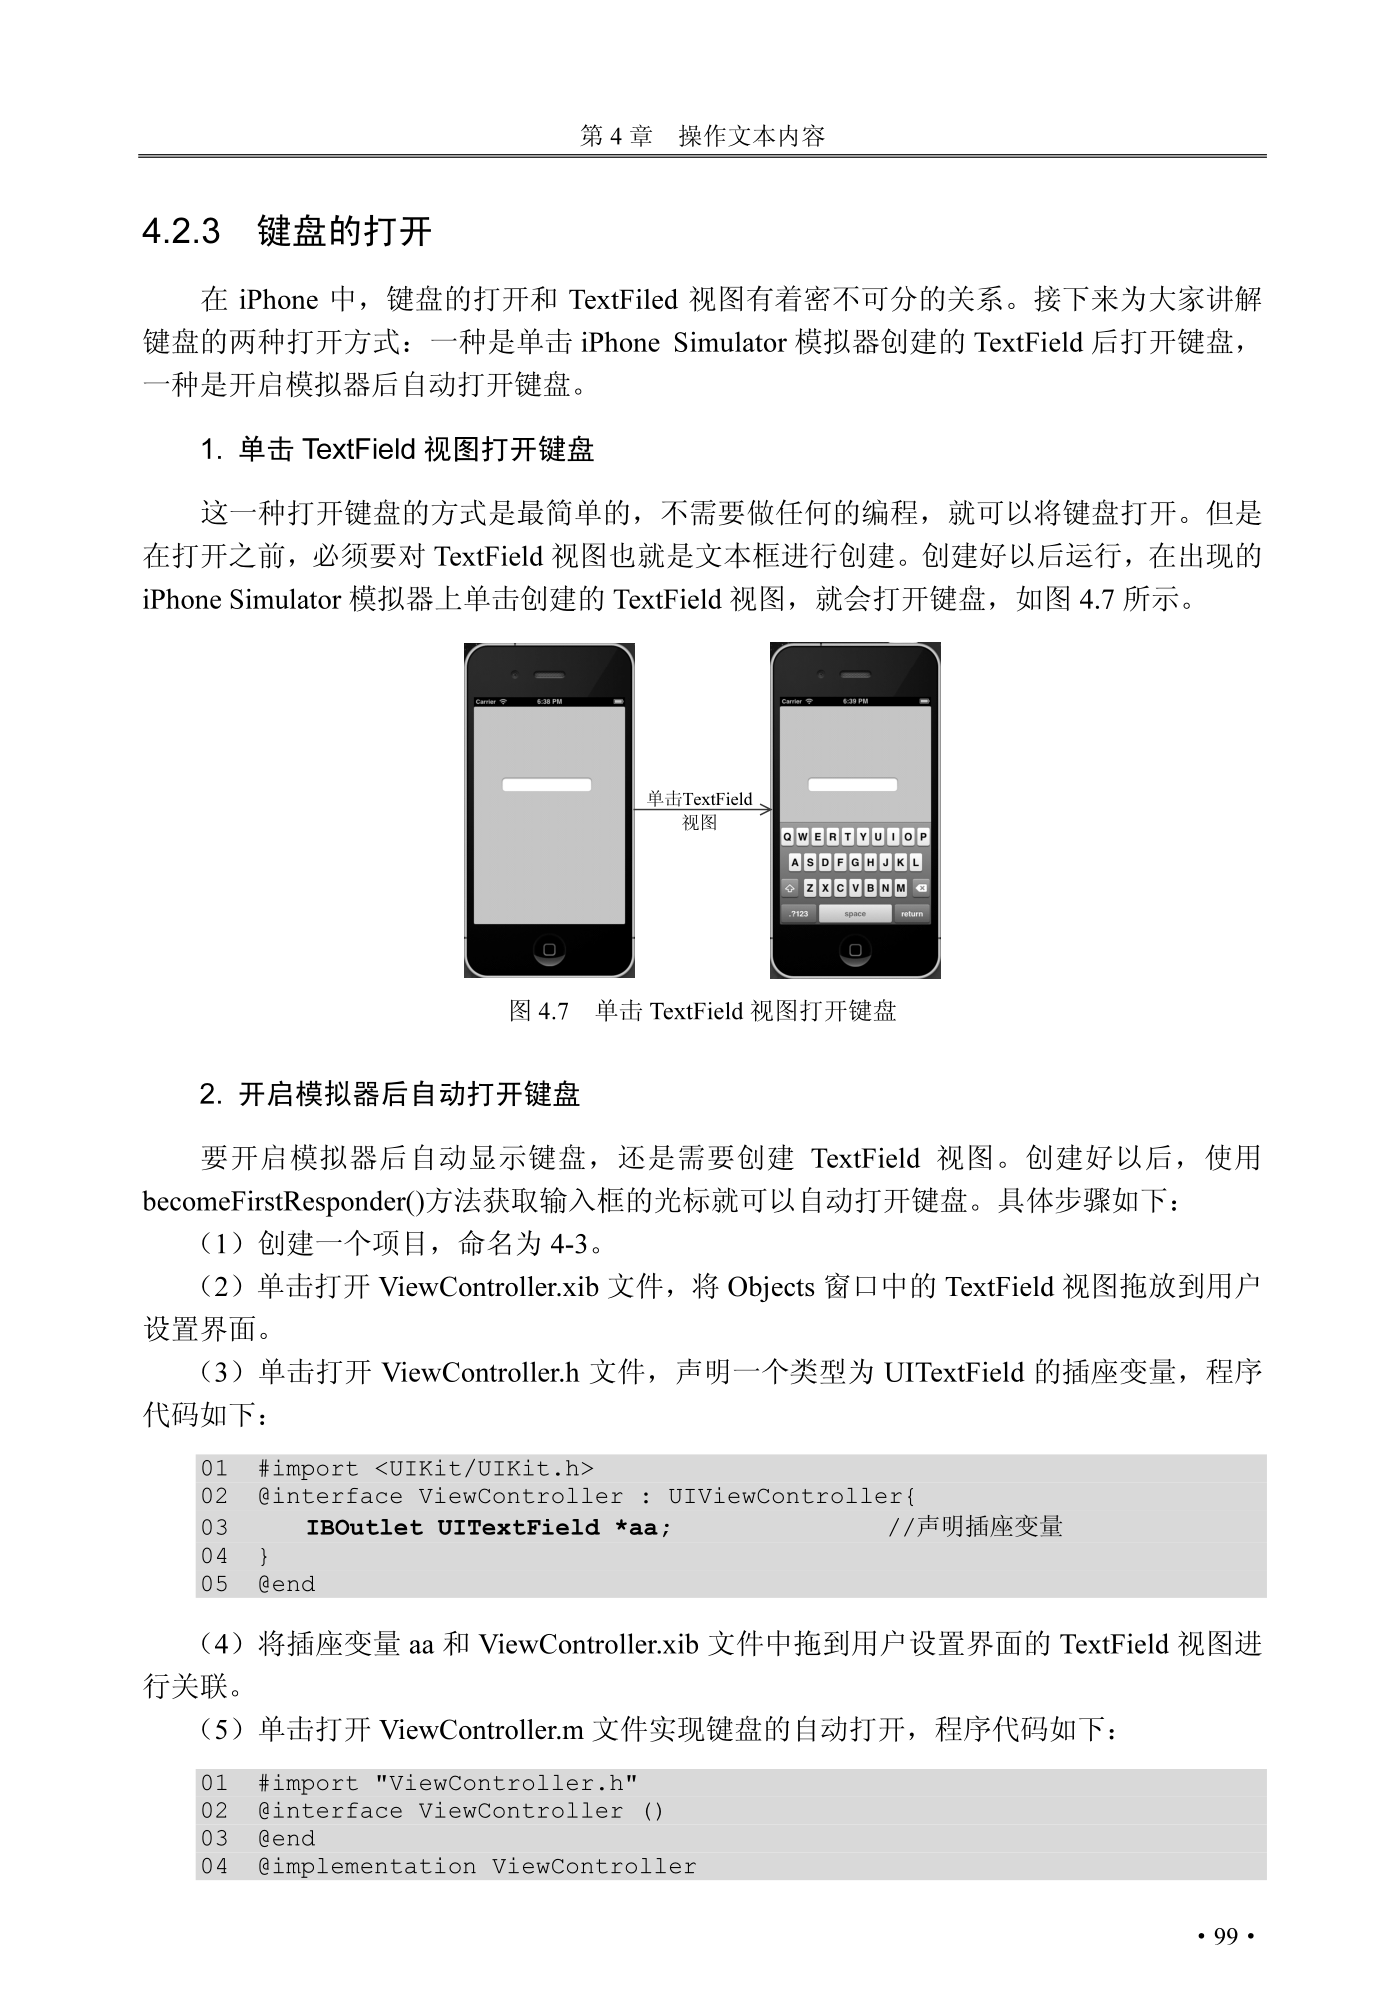 第 4 章　操作文本内容
4.2.3　键盘的打开
在 iPhone 中，键盘的打开和 TextFiled 视图有着密不可分的关系。接下来为大家讲解
键盘的两种打开方式：一种是单击 iPhone Simulator 模拟器创建的 TextField 后打开键盘，
一种是开启模拟器后自动打开键盘。
1. 单击 TextField 视图打开键盘
这一种打开键盘的方式是最简单的，不需要做任何的编程，就可以将键盘打开。但是
在打开之前，必须要对 TextField 视图也就是文本框进行创建。创建好以后运行，在出现的
iPhone Simulator 模拟器上单击创建的 TextField 视图，就会打开键盘，如图 4.7 所示。
Carrier 6:38 PM
Carrier 6:39 PM
单击TextField
视图
Q W E R T Y U I O P
A S D F G H J K L
Z X C V B N M
.?123 space return
图 4.7　单击 TextField 视图打开键盘
2. 开启模拟器后自动打开键盘
要开启模拟器后自动显示键盘，还是需要创建 TextField 视图。创建好以后，使用
becomeFirstResponder()方法获取输入框的光标就可以自动打开键盘。具体步骤如下：
（1）创建一个项目，命名为 4-3。
（2）单击打开 ViewController.xib 文件，将 Objects 窗口中的 TextField 视图拖放到用户
设置界面。
（3）单击打开 ViewController.h 文件，声明一个类型为 UITextField 的插座变量，程序
代码如下：
01 #import <UIKit/UIKit.h>
02 @interface ViewController : UIViewController{
03 IBOutlet UITextField *aa; //声明插座变量
04 }
05 @end
（4）将插座变量 aa 和 ViewController.xib 文件中拖到用户设置界面的 TextField 视图进
行关联。
（5）单击打开 ViewController.m 文件实现键盘的自动打开，程序代码如下：
01 #import "ViewController.h"
02 @interface ViewController ()
03 @end
04 @implementation ViewController
• 99 •